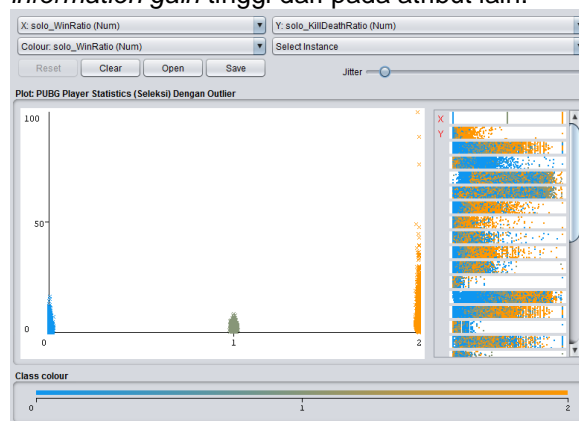 information gain tinggi dari pada atribut lain.
X: solo_WinRatio (Num) Y: solo_KillDeathRatio (Num)
Colour: solo_WinRatio (Num) Select Instance
Reset Clear Open Save Jitter
Plot: PUBG Player Statistics (Seleksi) Dengan Outlier
100
50
0
0 1 2
X
Y
Class colour
0 1 2